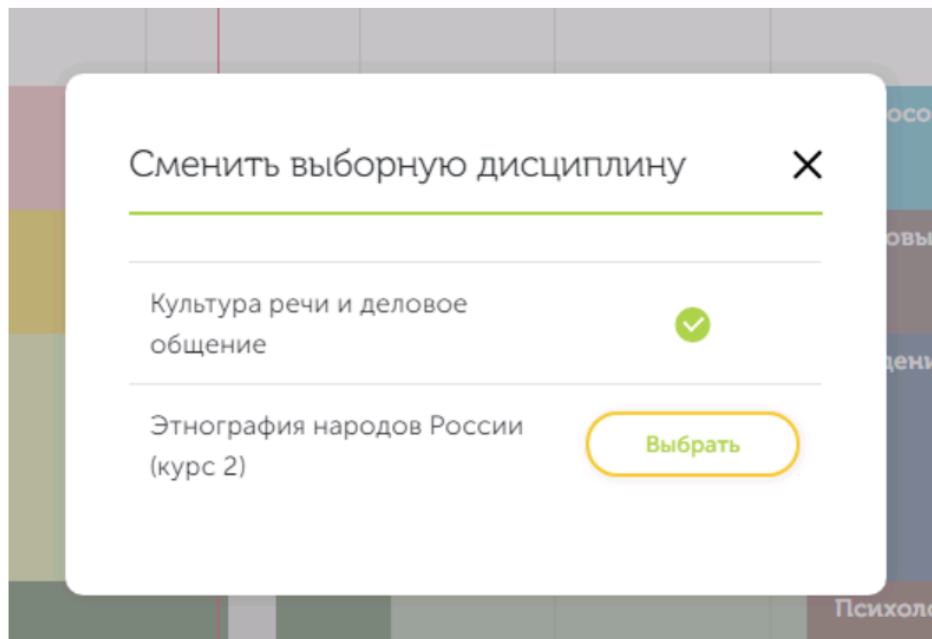 Сменить выборную дисциплину
Культура речи и деловое
общение
Этнография народов России
(курс 2)
Выбрать